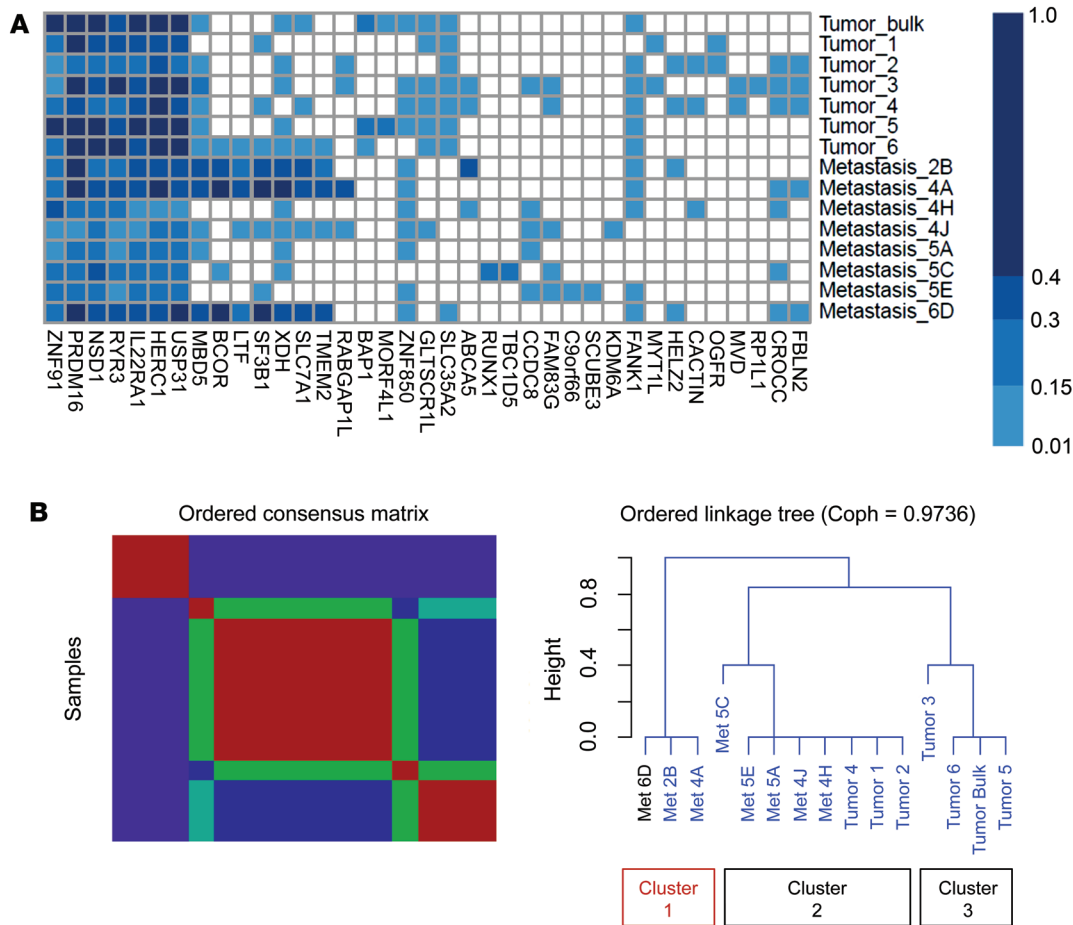 A
Tumor_bulk
Tumor_1
Tumor_2
Tumor_3
Tumor_4
Tumor_5
Tumor_6
Metastasis_2B
Metastasis_4A
Metastasis_4H
Metastasis_4J
Metastasis_5A
Metastasis_5C
Metastasis_5E
Metastasis_6D
1.0
0.4
0.3
0.15
0.01
ZNF91
PRDM16
NSD1
RYR3
IL22RA1
HERC1
USP31
MBD5
BCOR
LTF
SF3B1
XDH
SLC7A1
TMEM2
RABGAP1L
BAP1
MORF4L1
ZNF850
GLTSCR1L
SLC35A2
ABCA5
RUNX1
TBC1D5
CCDC8
FAM83G
C9orf66
SCUBE3
KDM6A
FANK1
MYT1L
HELZ2
CACTIN
OGFR
MVD
RP1L1
CROCC
FBLN2
B
Ordered consensus matrix
Samples
Ordered linkage tree (Coph = 0.9736)
Height
0.8
0.4
0.0
Met 6D
Met 2B
Met 4A
Met 5C
Met 5E
Met 5A
Met 4J
Met 4H
Tumor 4
Tumor 1
Tumor 2
Tumor 3
Tumor 6
Tumor Bulk
Tumor 5
Cluster
1
Cluster
2
Cluster
3